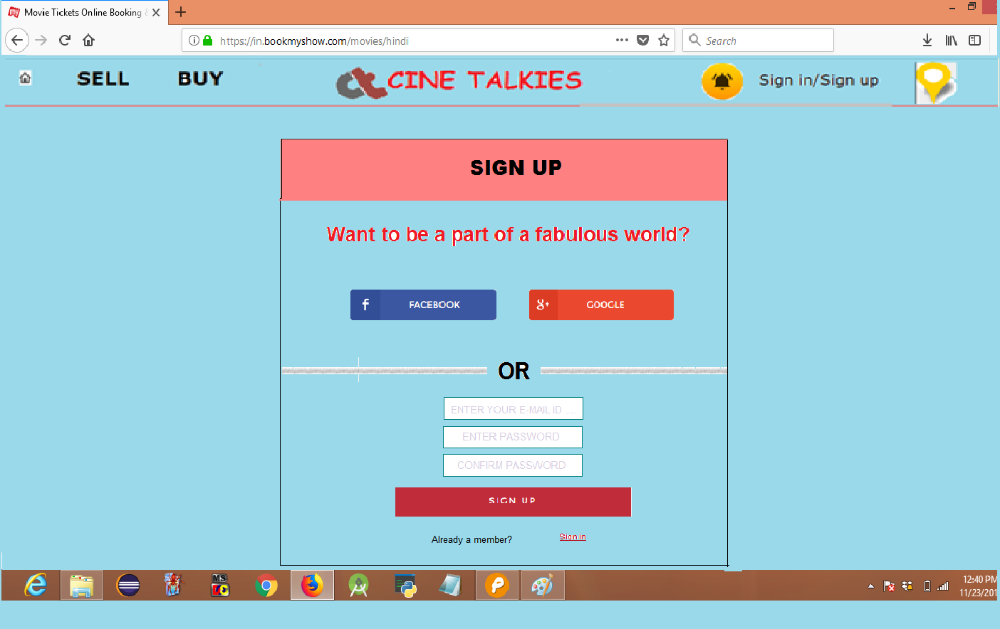 Movie Tickets Online Booking &
https://in.bookmyshow.com/movies/hindi
Search
SELL
BUY
CINE TALKIES
Sign in/Sign up
SIGN UP
Want to be a part of a fabulous world?
f FACEBOOK
g+ GOOGLE
OR
ENTER YOUR E-MAIL ID ....
ENTER PASSWORD
CONFIRM PASSWORD
SIGN UP
Already a member?
Sign in
12:40 PM
11/23/201